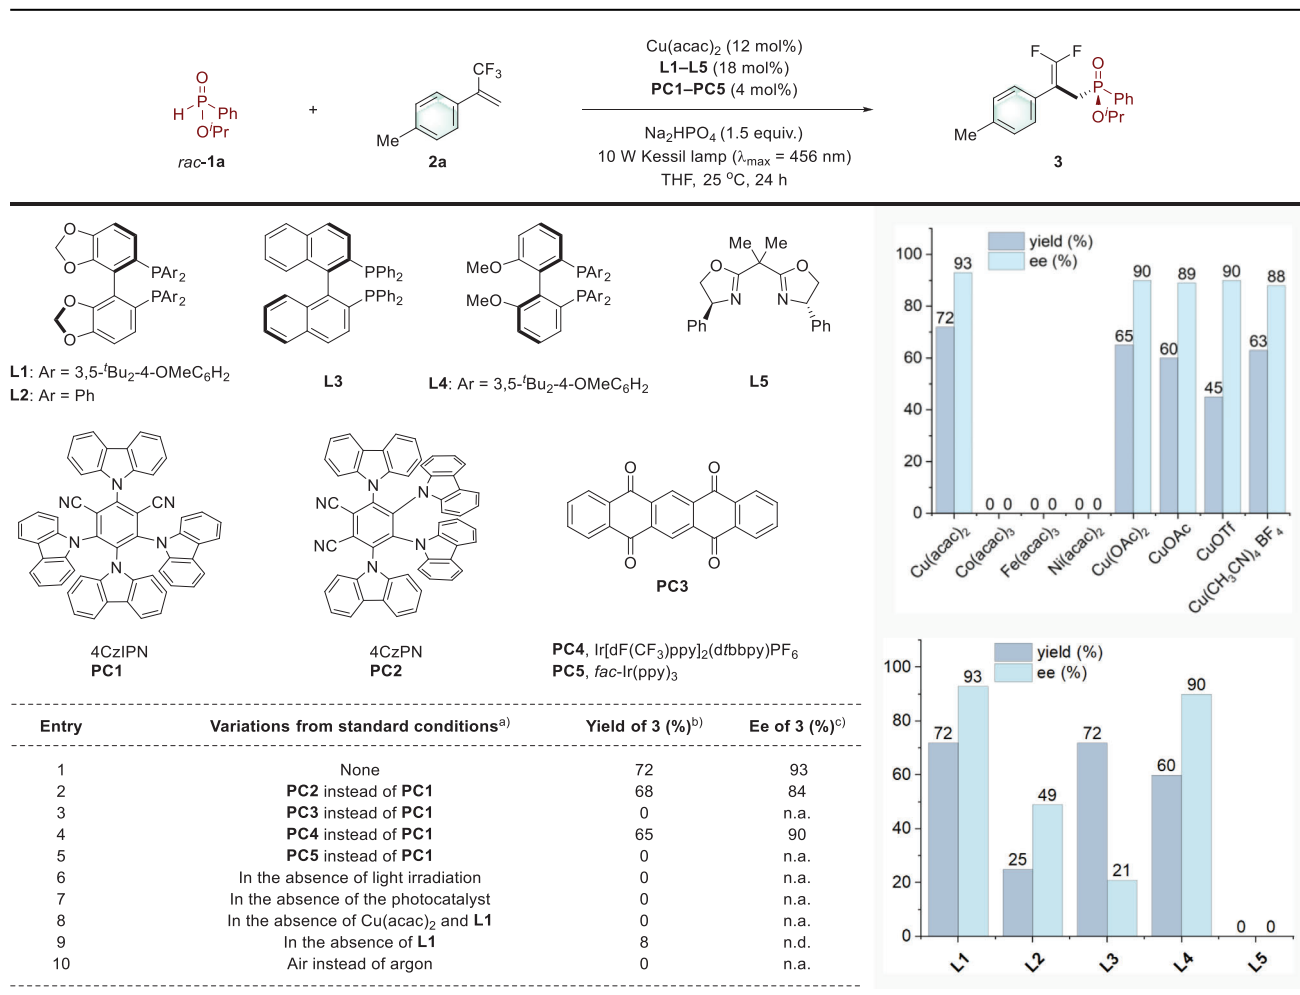 Cu(acac)2 (12 mol%)
L1–L5 (18 mol%)
PC1–PC5 (4 mol%)
Na2HPO4 (1.5 equiv.)
10 W Kessil lamp (λmax = 456 nm)
THF, 25 oC, 24 h
O
H P Ph
OiPr
rac-1a
+
CF3
Me
2a
F F
O
P Ph
OiPr
Me
3
O
O
PAr2
PAr2
O
O
L1: Ar = 3,5-tBu2-4-OMeC6H2
L2: Ar = Ph
PPh2
PPh2
L3
MeO
PAr2
MeO
PAr2
L4: Ar = 3,5-tBu2-4-OMeC6H2
Me Me
O O
N N
Ph Ph
L5
N
NC CN
N N
N
4CzIPN
PC1
N
NC N
NC N
N
4CzPN
PC2
O O
O O
PC3
PC4, Ir[dF(CF3)ppy]2(dtbbpy)PF6
PC5, fac-Ir(ppy)3
yield (%)
ee (%)
100
80
60
40
20
0
72 93
0 0
0 0
0 0
65 90
60 89
45 90
63 88
Cu(acac)2
Co(acac)3
Fe(acac)3
Ni(acac)2
Cu(OAc)2
CuOAc
CuOTf
Cu(CH3CN)4 BF4
yield (%)
ee (%)
100
80
60
40
20
0
72 93
25 49
72 21
60 90
0 0
L1 L2 L3 L4 L5
Entry Variations from standard conditionsa) Yield of 3 (%)b) Ee of 3 (%)c)
1 None 72 93
2 PC2 instead of PC1 68 84
3 PC3 instead of PC1 0 n.a.
4 PC4 instead of PC1 65 90
5 PC5 instead of PC1 0 n.a.
6 In the absence of light irradiation 0 n.a.
7 In the absence of the photocatalyst 0 n.a.
8 In the absence of Cu(acac)2 and L1 0 n.a.
9 In the absence of L1 8 n.d.
10 Air instead of argon 0 n.a.